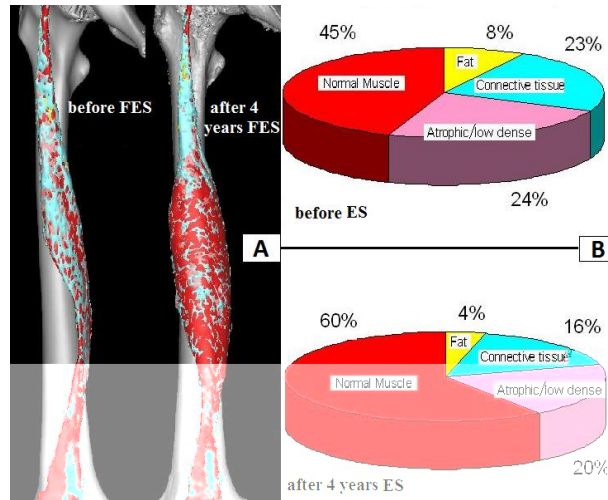 before FES
after 4
years FES
A
45%
8%
23%
Normal Muscle
Fat
Connective tissue
Atrophic/low dense
24%
before ES
B
60%
4%
16%
Fat
Connective tissue
Normal Muscle
Atrophic/low dense
20%
after 4 years ES